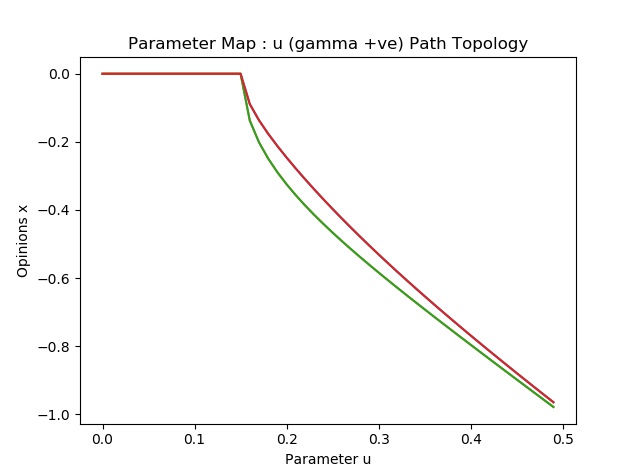 Parameter Map : u (gamma +ve) Path Topology
Opinions x
0.0
−0.2
−0.4
−0.6
−0.8
−1.0
0.0 0.1 0.2 0.3 0.4 0.5
Parameter u